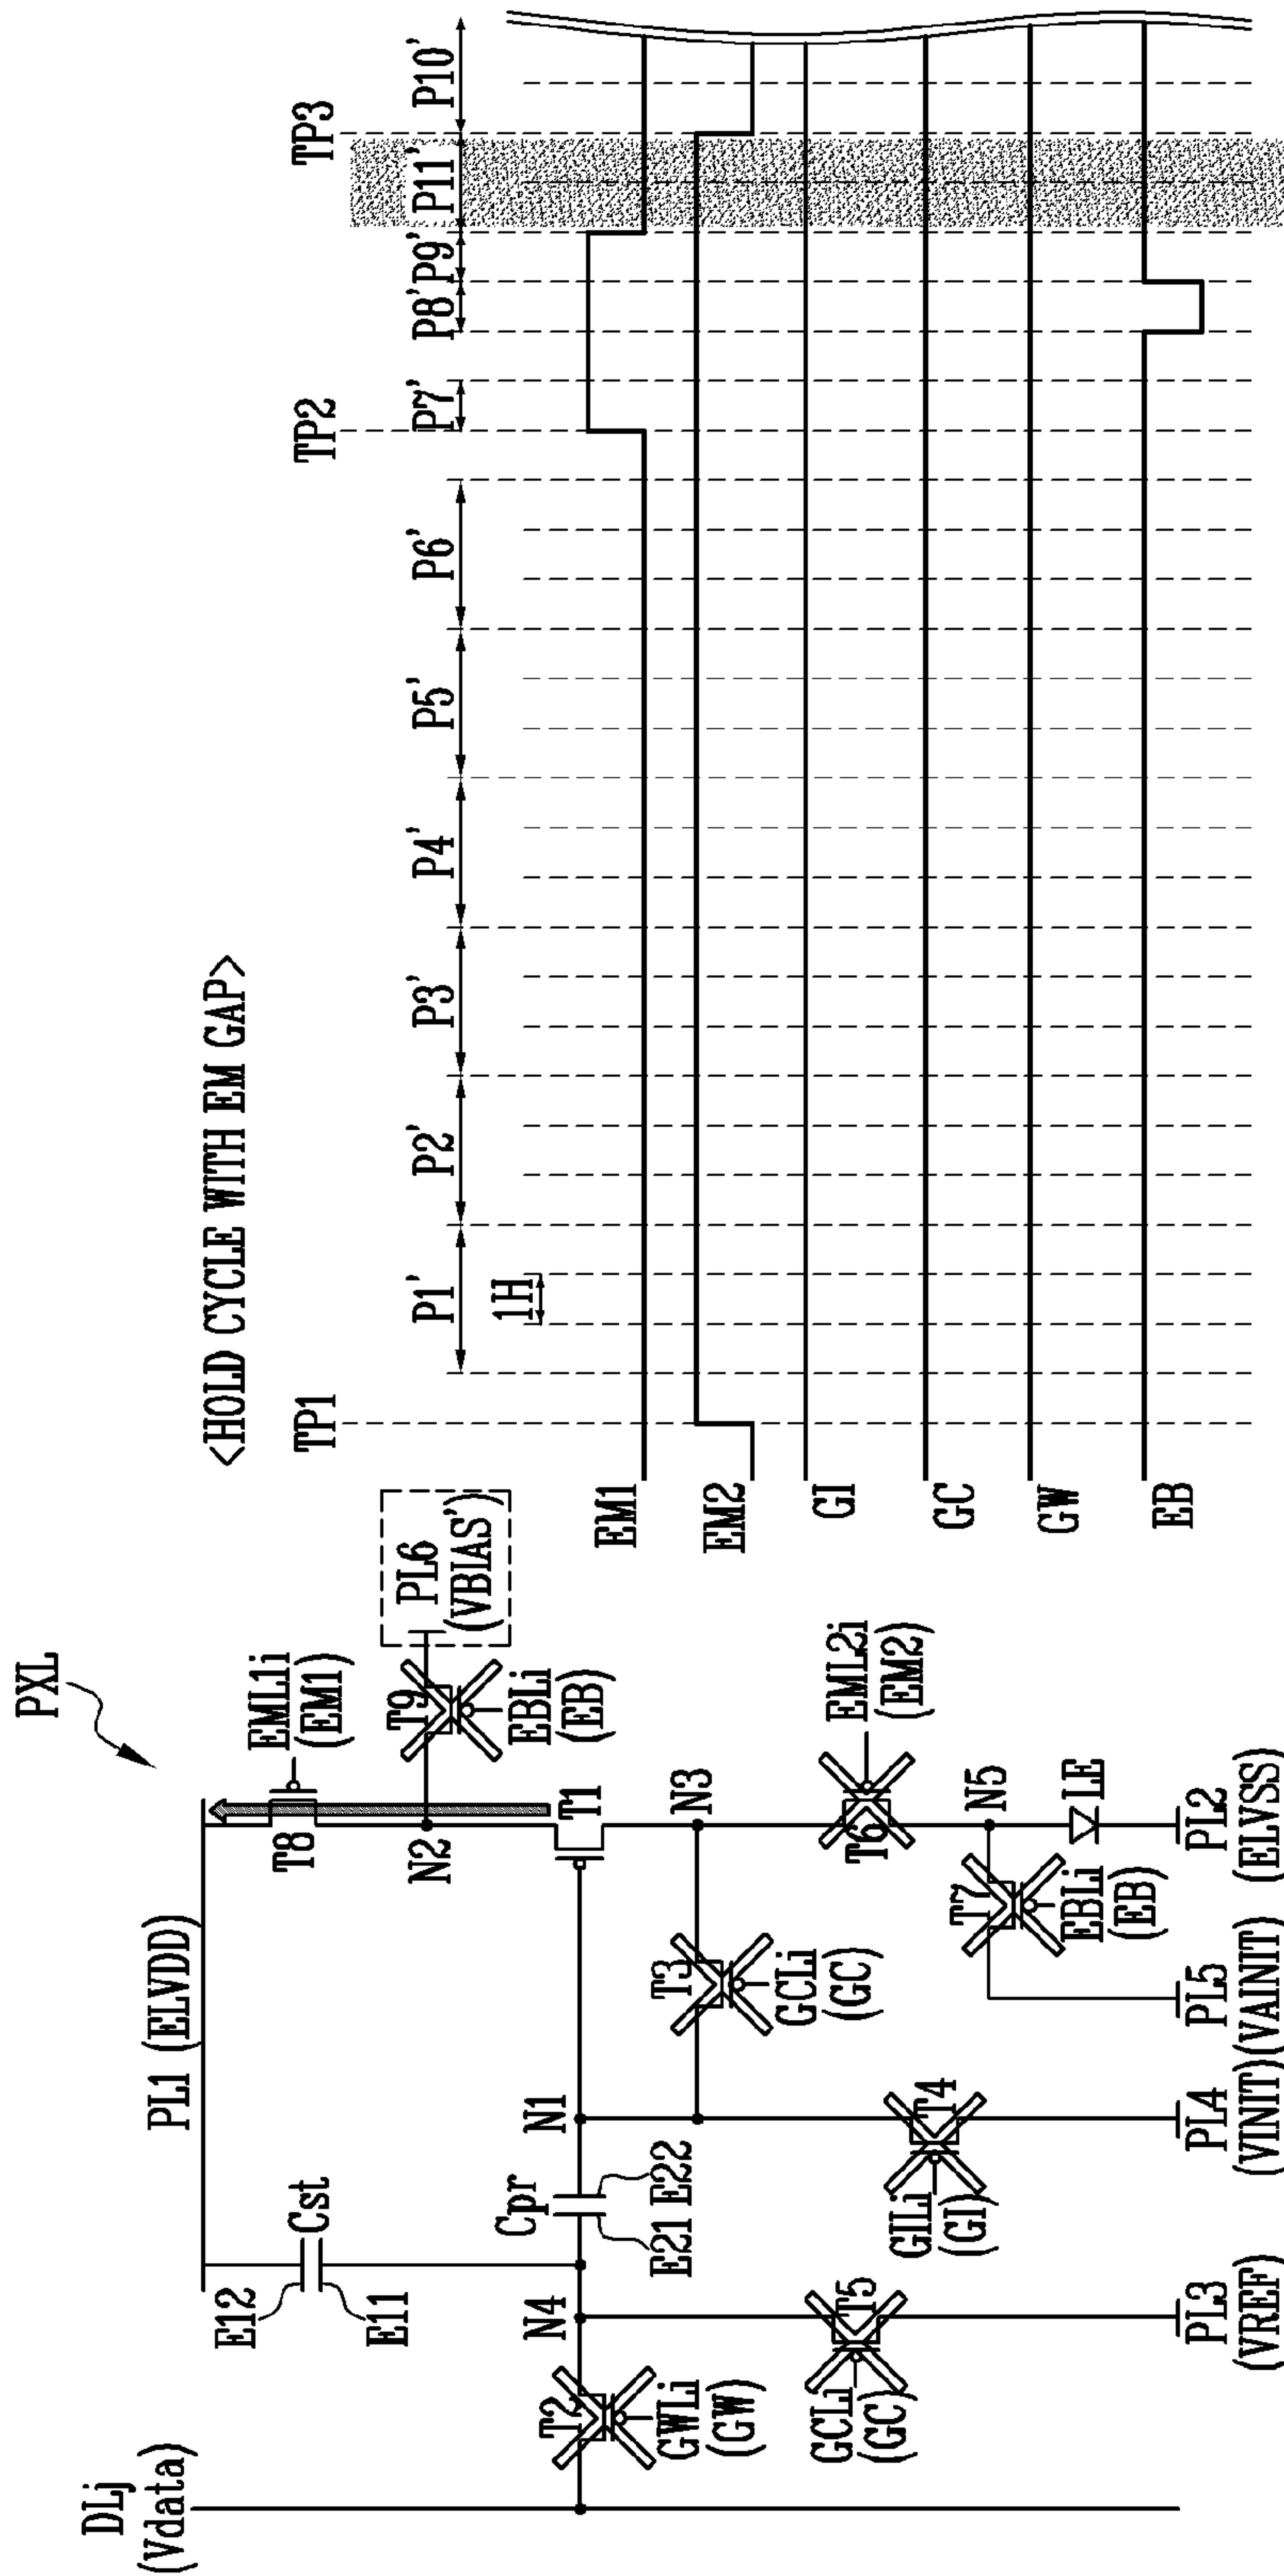 PXL
DLj
(Vdata)
PL1 (ELVDD)
E12
Cst
E11
T8
EML1i
(EM1)
N2
T9
PL6
(VBIAS')
EBLi
(EB)
N4
Cpr
N1
E21
E22
T1
T2
GWLi
(GW)
T3
GCLi
(GC)
N3
T5
GCLi
(GC)
T4
GILi
(GI)
T6
EML2i
(EM2)
T7
EBLi
(EB)
N5
LE
PL3
(VREF)
PL4
(VINIT)
PL5
(VAINIT)
PL2
(ELVSS)
<HOLD CYCLE WITH EM GAP>
TP1
TP2
TP3
P1'
P2'
P3'
P4'
P5'
P6'
P7'
P8'
P9'
P11'
P10'
1H
EM1
EM2
GI
GC
GW
EB